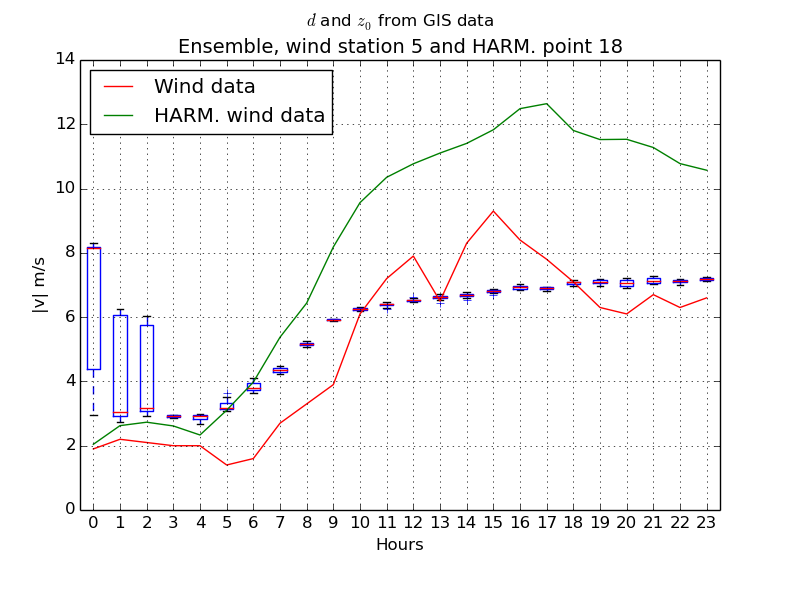 d and z₀ from GIS data
Ensemble, wind station 5 and HARM. point 18
Wind data
HARM. wind data
14
12
10
8
6
4
2
0
|v| m/s
0 1 2 3 4 5 6 7 8 9 10 11 12 13 14 15 16 17 18 19 20 21 22 23
Hours